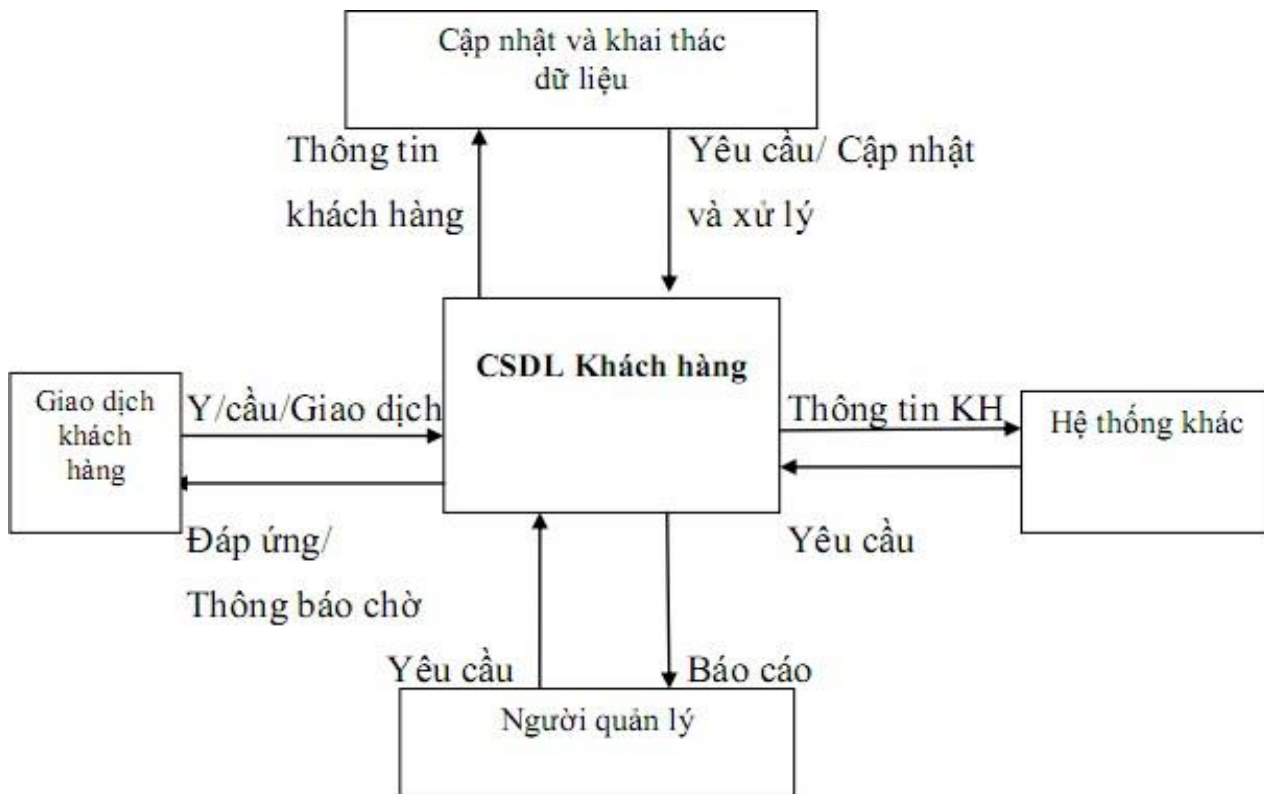 Cập nhật và khai thác
dữ liệu
Thông tin
khách hàng
Yêu cầu/ Cập nhật
và xử lý
CSDL Khách hàng
Giao dịch
khách
hàng
Y/cầu/Giao dịch
Đáp ứng/
Thông báo chờ
Thông tin KH
Yêu cầu
Hệ thống khác
Yêu cầu
Báo cáo
Người quản lý